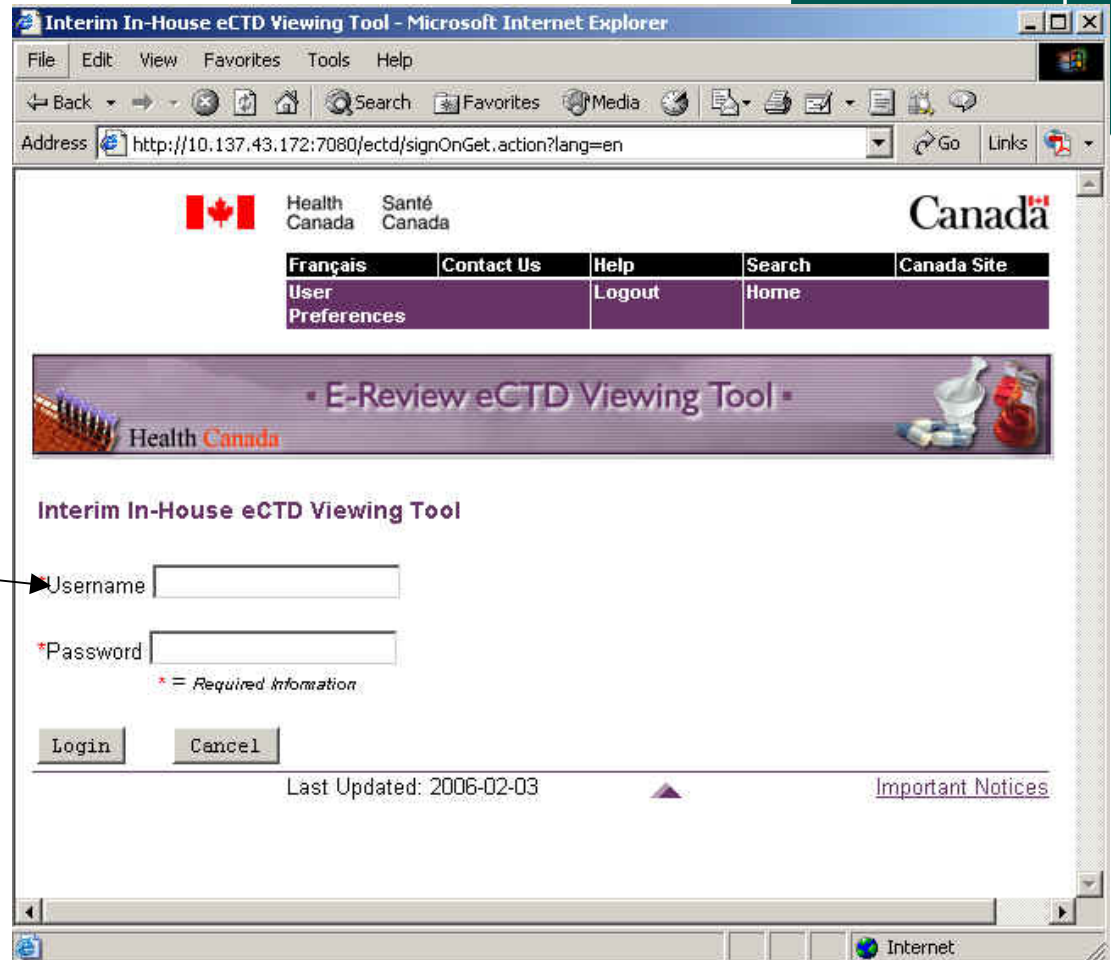 Interim In-House eCTD Viewing Tool - Microsoft Internet Explorer
File Edit View Favorites Tools Help
Back Search Favorites Media
Address http://10.137.43.172:7080/ectd/signOnGet.action?lang=en Go Links
Health Canada Santé Canada Canada
Français Contact Us Help Search Canada Site
User Preferences Logout Home
▪ E-Review eCTD Viewing Tool ▪
Health Canada
Interim In-House eCTD Viewing Tool
*Username
*Password
* = Required Information
Login Cancel
Last Updated: 2006-02-03 Important Notices
Internet